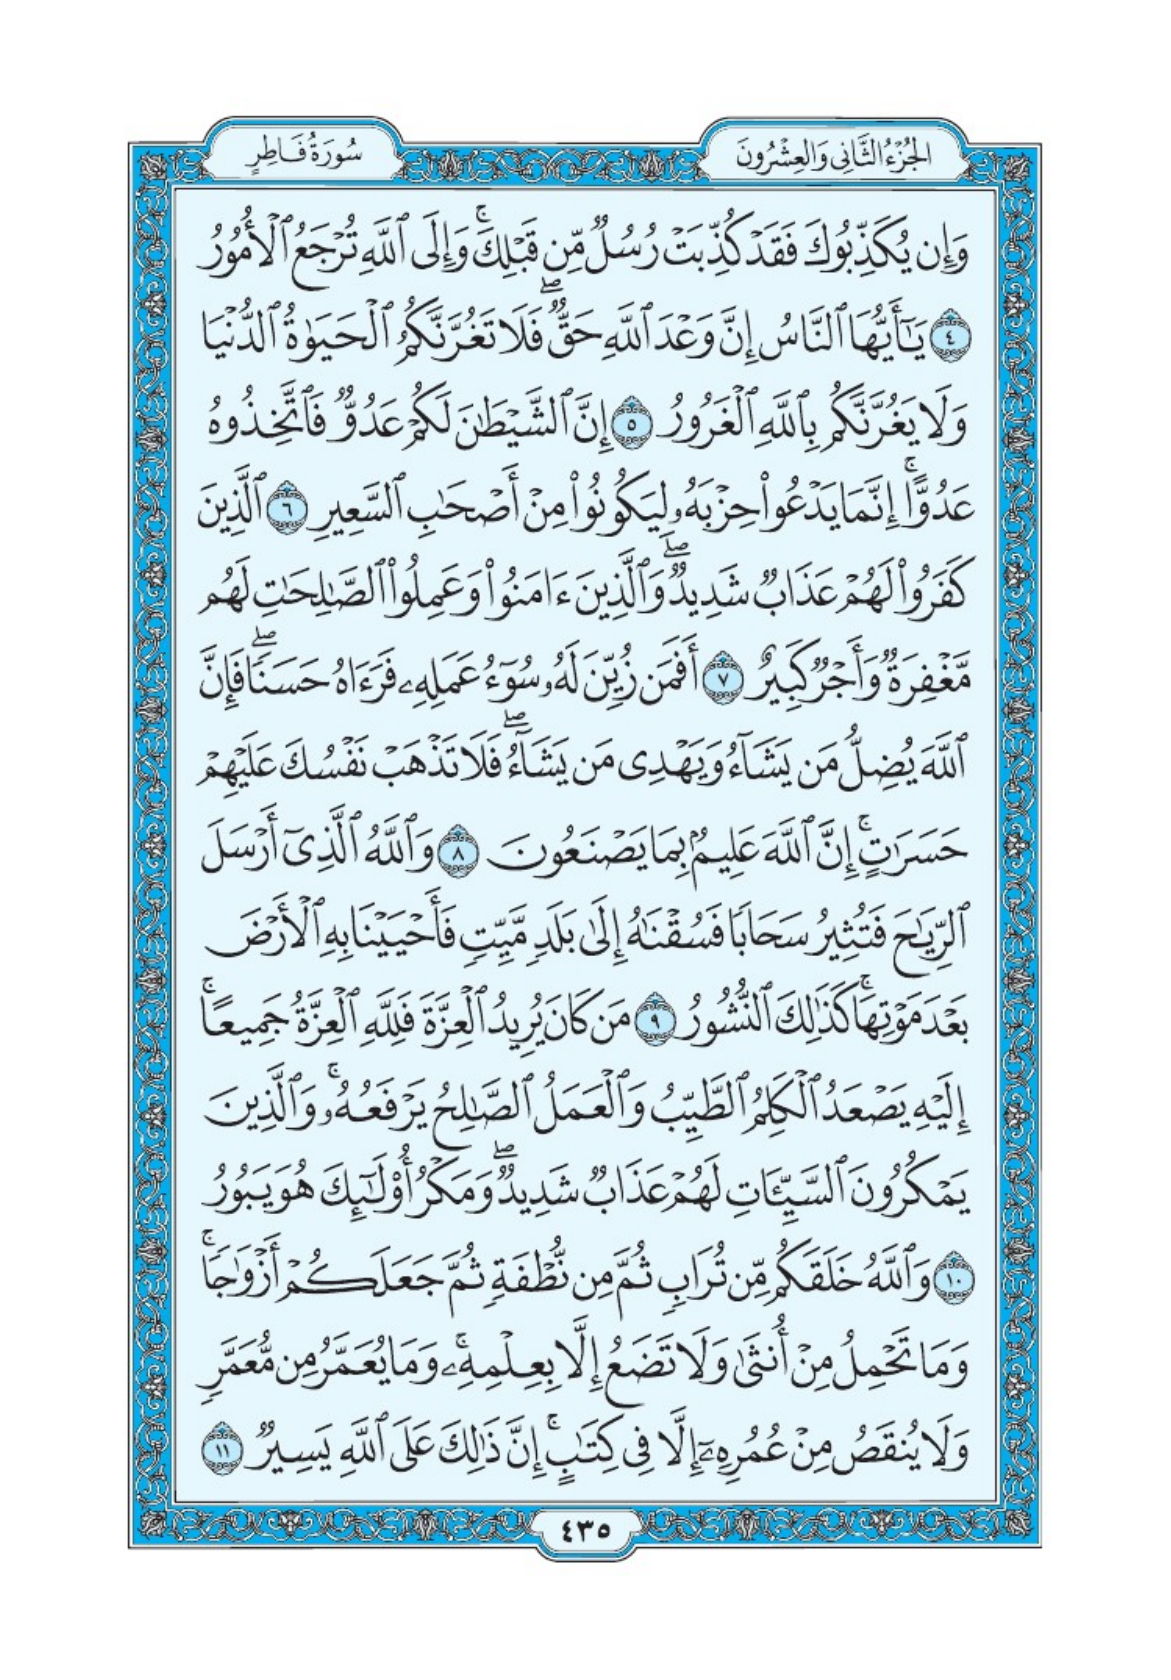 الجُزْءُ الثَّانِي وَالعِشْرُونَ
سُورَةُ فَاطِرٍ
وَإِن يُكَذِّبُوكَ فَقَدۡ كُذِّبَتۡ رُسُلٞ مِّن قَبۡلِكَۚ وَإِلَى ٱللَّهِ تُرۡجَعُ ٱلۡأُمُورُ
٤ يَٰٓأَيُّهَا ٱلنَّاسُ إِنَّ وَعۡدَ ٱللَّهِ حَقّٞۖ فَلَا تَغُرَّنَّكُمُ ٱلۡحَيَوٰةُ ٱلدُّنۡيَا
وَلَا يَغُرَّنَّكُم بِٱللَّهِ ٱلۡغَرُورُ ٥ إِنَّ ٱلشَّيۡطَٰنَ لَكُمۡ عَدُوّٞ فَٱتَّخِذُوهُ
عَدُوًّاۚ إِنَّمَا يَدۡعُواْ حِزۡبَهُۥ لِيَكُونُواْ مِنۡ أَصۡحَٰبِ ٱلسَّعِيرِ ٦ ٱلَّذِينَ
كَفَرُواْ لَهُمۡ عَذَابٞ شَدِيدٞۖ وَٱلَّذِينَ ءَامَنُواْ وَعَمِلُواْ ٱلصَّٰلِحَٰتِ لَهُم
مَّغۡفِرَةٞ وَأَجۡرٞ كَبِيرٌ ٧ أَفَمَن زُيِّنَ لَهُۥ سُوٓءُ عَمَلِهِۦ فَرَءَاهُ حَسَنٗاۖ فَإِنَّ
ٱللَّهَ يُضِلُّ مَن يَشَآءُ وَيَهۡدِي مَن يَشَآءُۖ فَلَا تَذۡهَبۡ نَفۡسُكَ عَلَيۡهِمۡ
حَسَرَٰتٍۚ إِنَّ ٱللَّهَ عَلِيمُۢ بِمَا يَصۡنَعُونَ ٨ وَٱللَّهُ ٱلَّذِيٓ أَرۡسَلَ
ٱلرِّيَٰحَ فَتُثِيرُ سَحَابٗا فَسُقۡنَٰهُ إِلَىٰ بَلَدٖ مَّيِّتٖ فَأَحۡيَيۡنَا بِهِ ٱلۡأَرۡضَ
بَعۡدَ مَوۡتِهَاۚ كَذَٰلِكَ ٱلنُّشُورُ ٩ مَن كَانَ يُرِيدُ ٱلۡعِزَّةَ فَلِلَّهِ ٱلۡعِزَّةُ جَمِيعًاۚ
إِلَيۡهِ يَصۡعَدُ ٱلۡكَلِمُ ٱلطَّيِّبُ وَٱلۡعَمَلُ ٱلصَّٰلِحُ يَرۡفَعُهُۥۚ وَٱلَّذِينَ
يَمۡكُرُونَ ٱلسَّيِّـَٔاتِ لَهُمۡ عَذَابٞ شَدِيدٞۖ وَمَكۡرُ أُوْلَٰٓئِكَ هُوَ يَبُورُ
١٠ وَٱللَّهُ خَلَقَكُم مِّن تُرَابٖ ثُمَّ مِن نُّطۡفَةٖ ثُمَّ جَعَلَكُمۡ أَزۡوَٰجٗاۚ
وَمَا تَحۡمِلُ مِنۡ أُنثَىٰ وَلَا تَضَعُ إِلَّا بِعِلۡمِهِۦۚ وَمَا يُعَمَّرُ مِن مُّعَمَّرٖ
وَلَا يُنقَصُ مِنۡ عُمُرِهِۦٓ إِلَّا فِي كِتَٰبٍۚ إِنَّ ذَٰلِكَ عَلَى ٱللَّهِ يَسِيرٞ ١١
٤٣٥